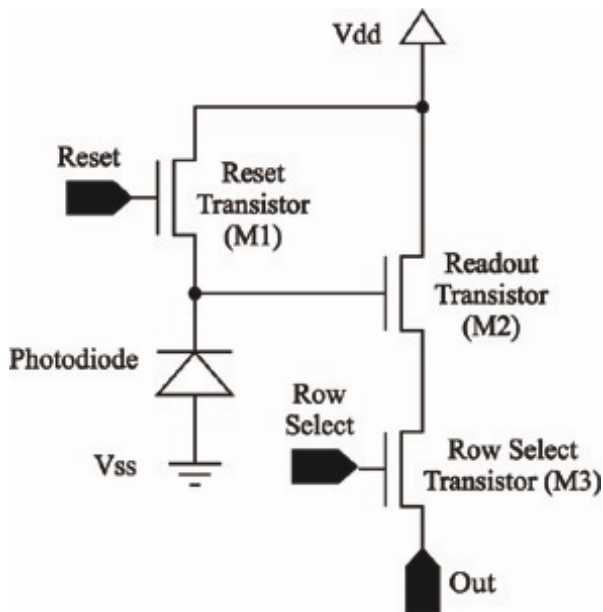 Vdd
Reset
Reset
Transistor
(M1)
Readout
Transistor
(M2)
Photodiode
Row
Select
Vss
Row Select
Transistor (M3)
Out